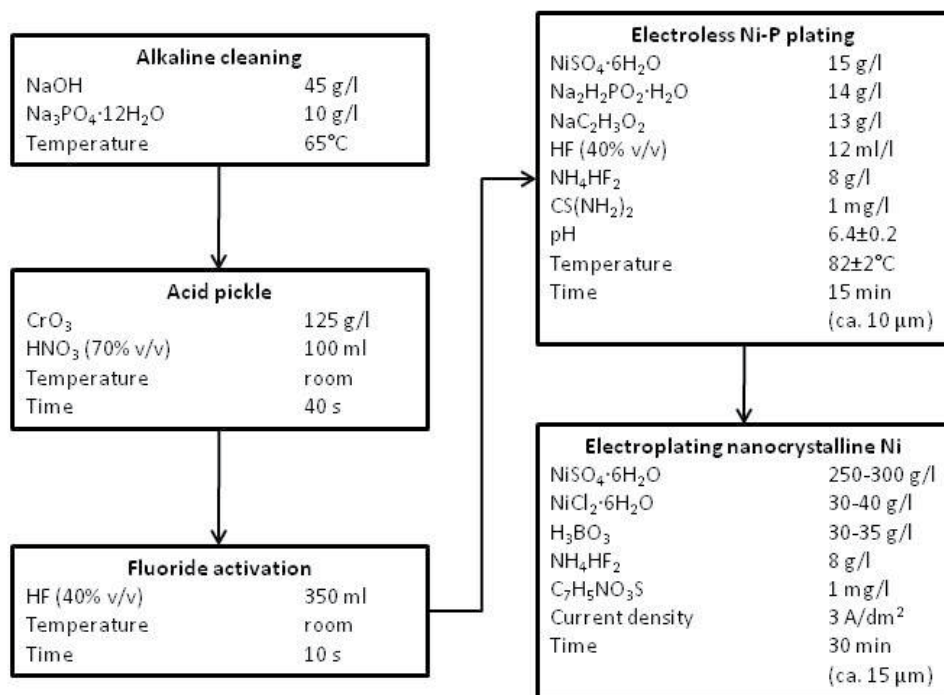 Alkaline cleaning
NaOH 45 g/l
Na₃PO₄·12H₂O 10 g/l
Temperature 65°C
Acid pickle
CrO₃ 125 g/l
HNO₃ (70% v/v) 100 ml
Temperature room
Time 40 s
Fluoride activation
HF (40% v/v) 350 ml
Temperature room
Time 10 s
Electroless Ni-P plating
NiSO₄·6H₂O 15 g/l
Na₂H₂PO₂·H₂O 14 g/l
NaC₂H₃O₂ 13 g/l
HF (40% v/v) 12 ml/l
NH₄HF₂ 8 g/l
CS(NH₂)₂ 1 mg/l
pH 6.4±0.2
Temperature 82±2°C
Time 15 min
(ca. 10 µm)
Electroplating nanocrystalline Ni
NiSO₄·6H₂O 250-300 g/l
NiCl₂·6H₂O 30-40 g/l
H₃BO₃ 30-35 g/l
NH₄HF₂ 8 g/l
C₇H₅NO₃S 1 mg/l
Current density 3 A/dm²
Time 30 min
(ca. 15 µm)